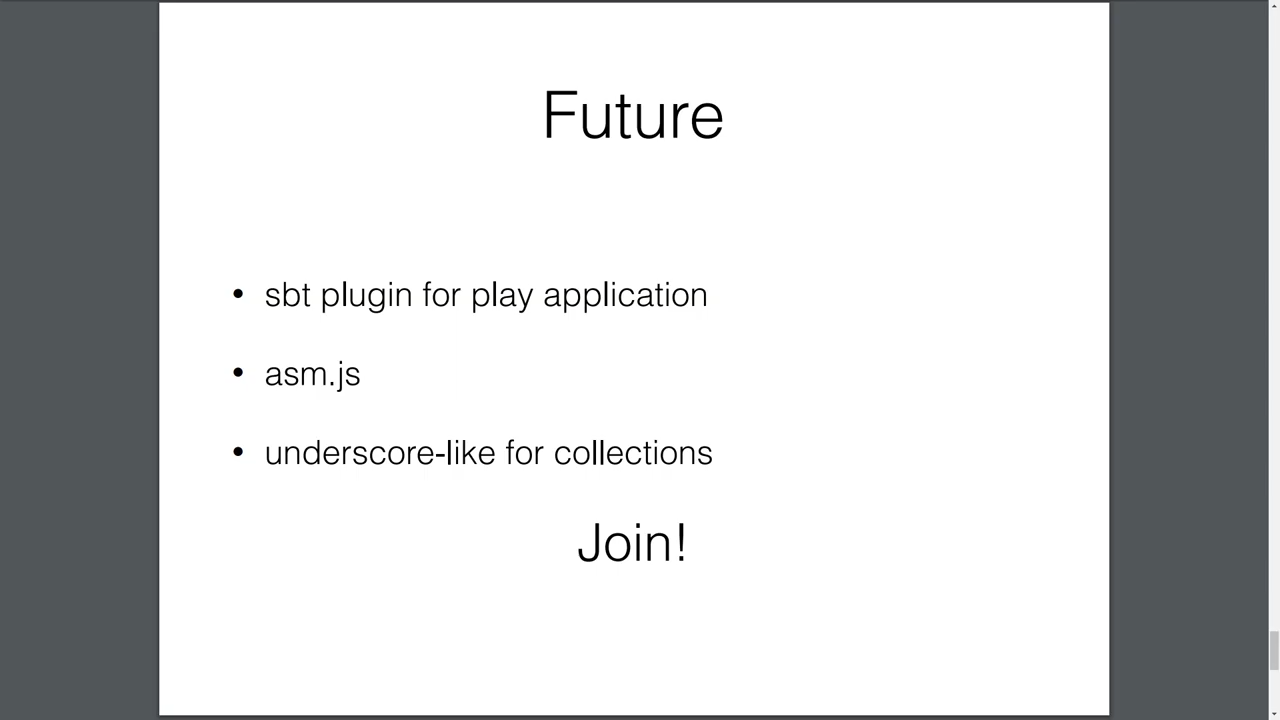 Future
• sbt plugin for play application
• asm.js
• underscore-like for collections
Join!